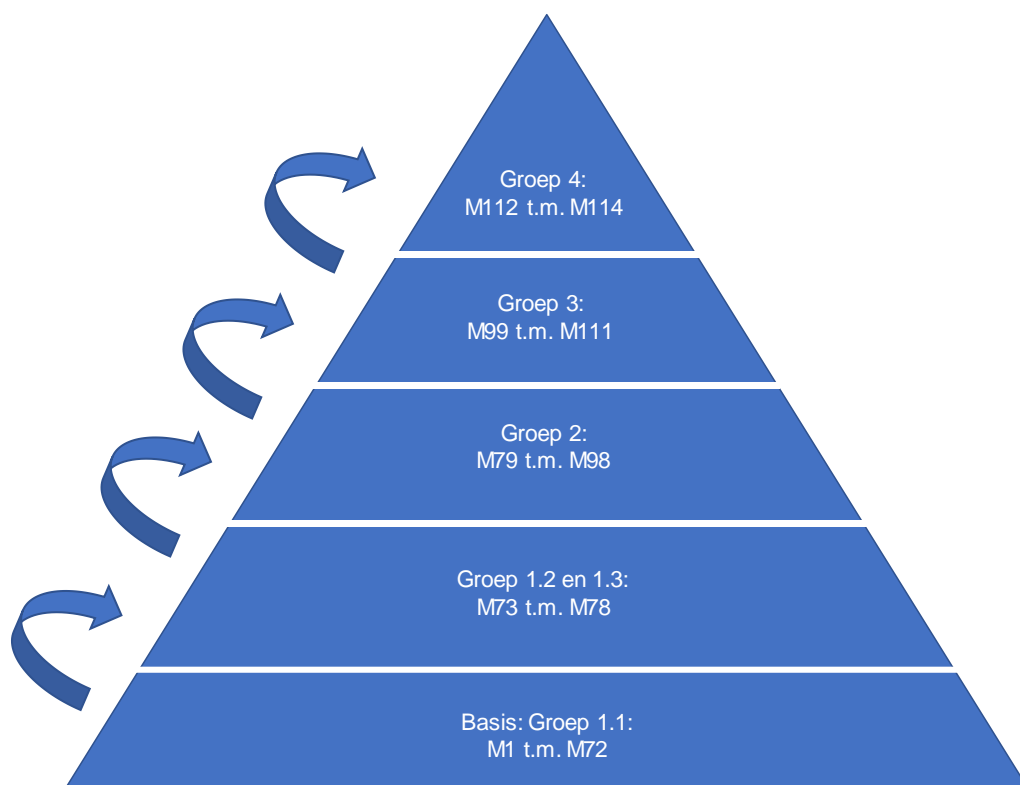 Groep 4:
M112 t.m. M114
Groep 3:
M99 t.m. M111
Groep 2:
M79 t.m. M98
Groep 1.2 en 1.3:
M73 t.m. M78
Basis: Groep 1.1:
M1 t.m. M72